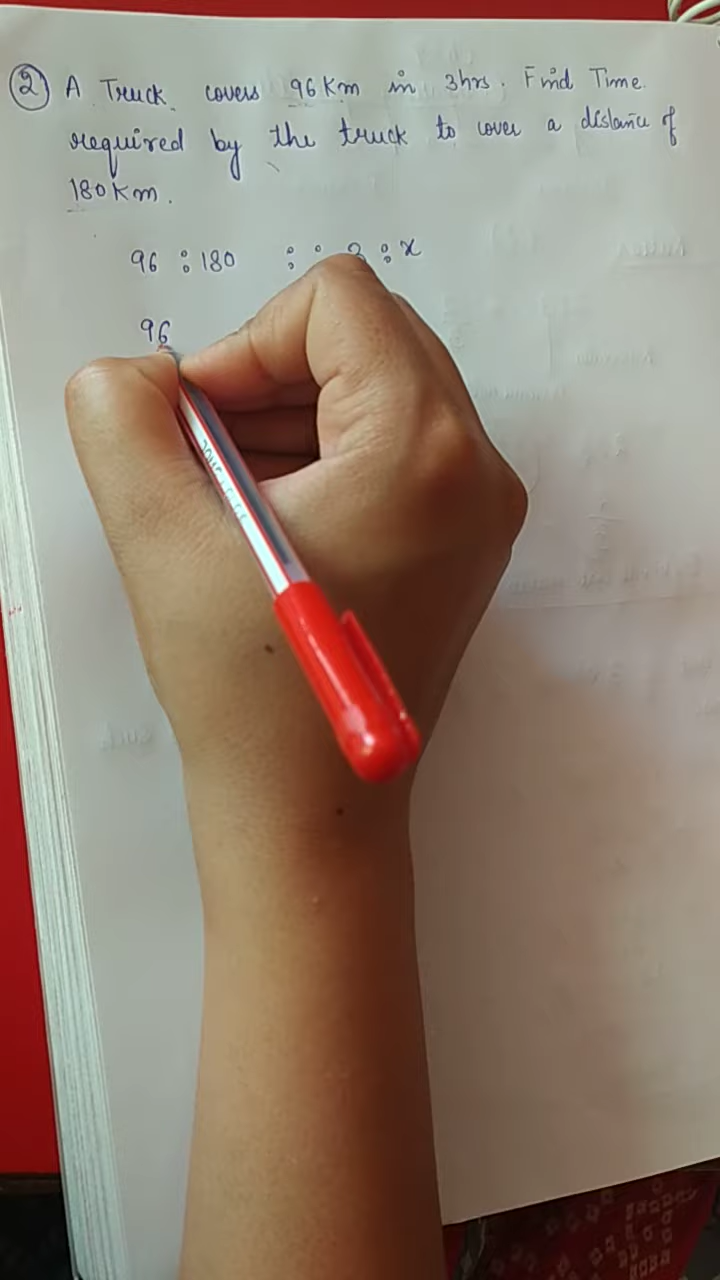 ② A Truck covers 96 Km in 3hrs. Find Time
required by the truck to cover a distance of
180 Km.
96 : 180 :: 3 : x
96